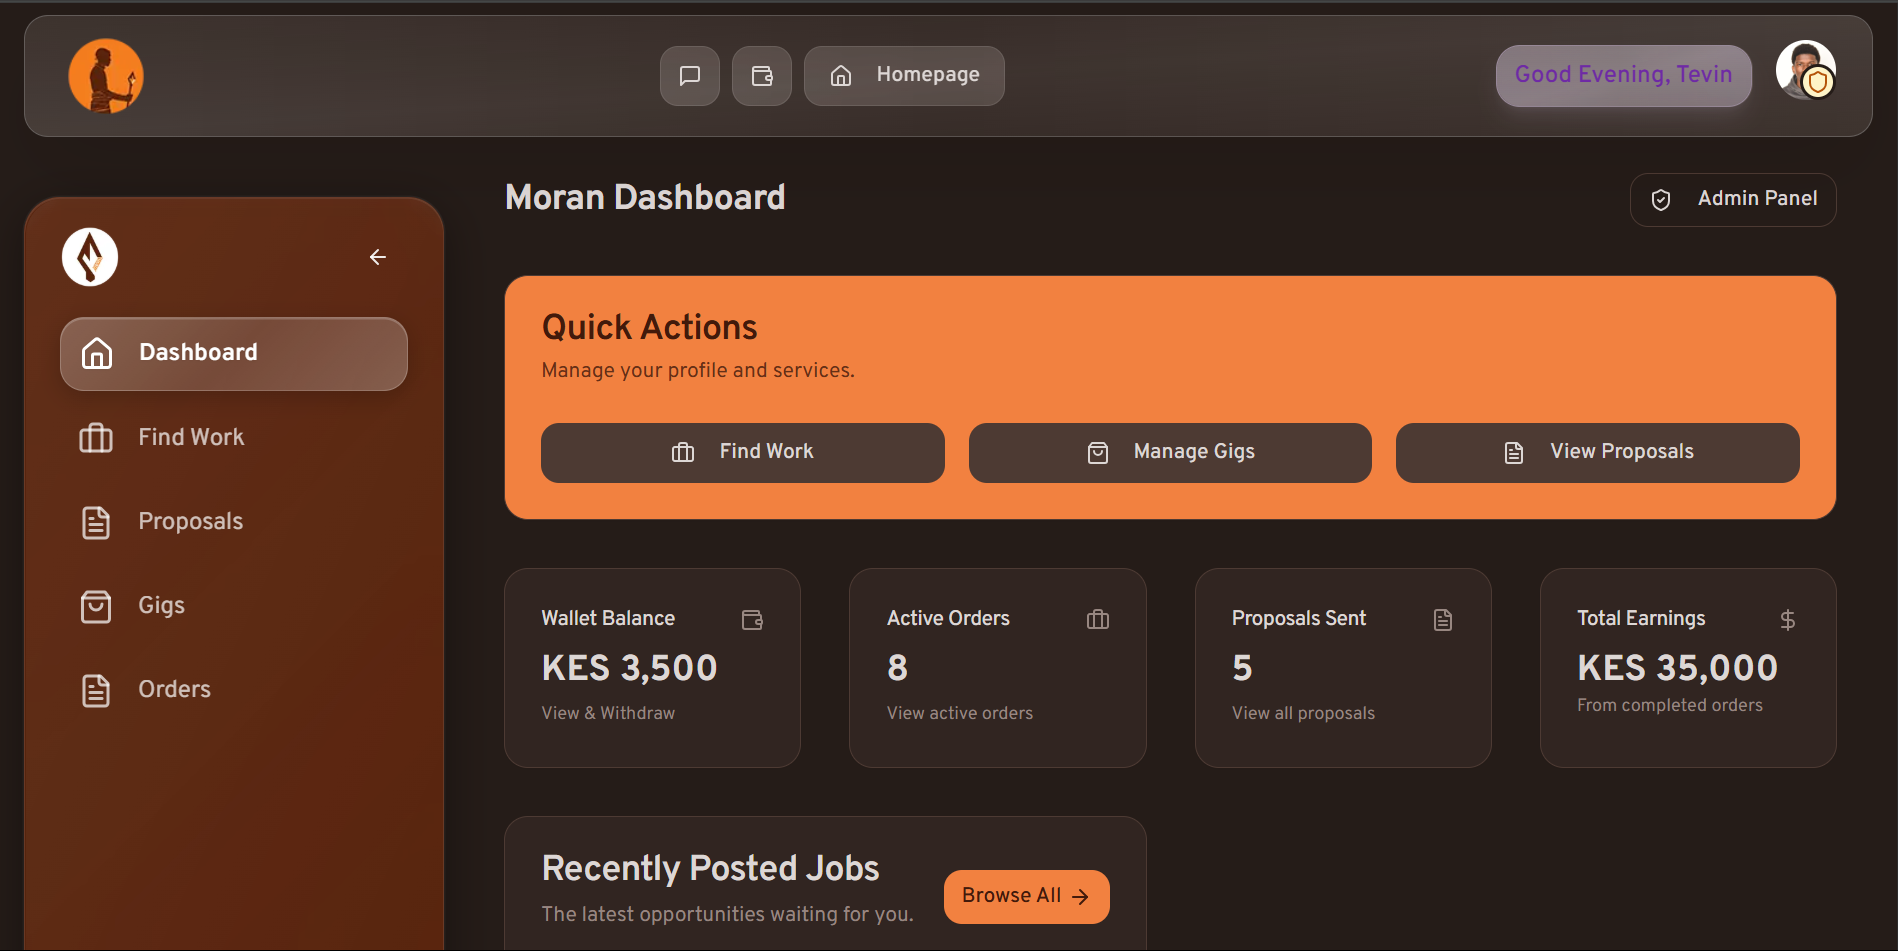 Homepage
Good Evening, Tevin
Moran Dashboard
Admin Panel
Dashboard
Find Work
Proposals
Gigs
Orders
Quick Actions
Manage your profile and services.
Find Work
Manage Gigs
View Proposals
Wallet Balance
KES 3,500
View & Withdraw
Active Orders
8
View active orders
Proposals Sent
5
View all proposals
Total Earnings
KES 35,000
From completed orders
Recently Posted Jobs
The latest opportunities waiting for you.
Browse All